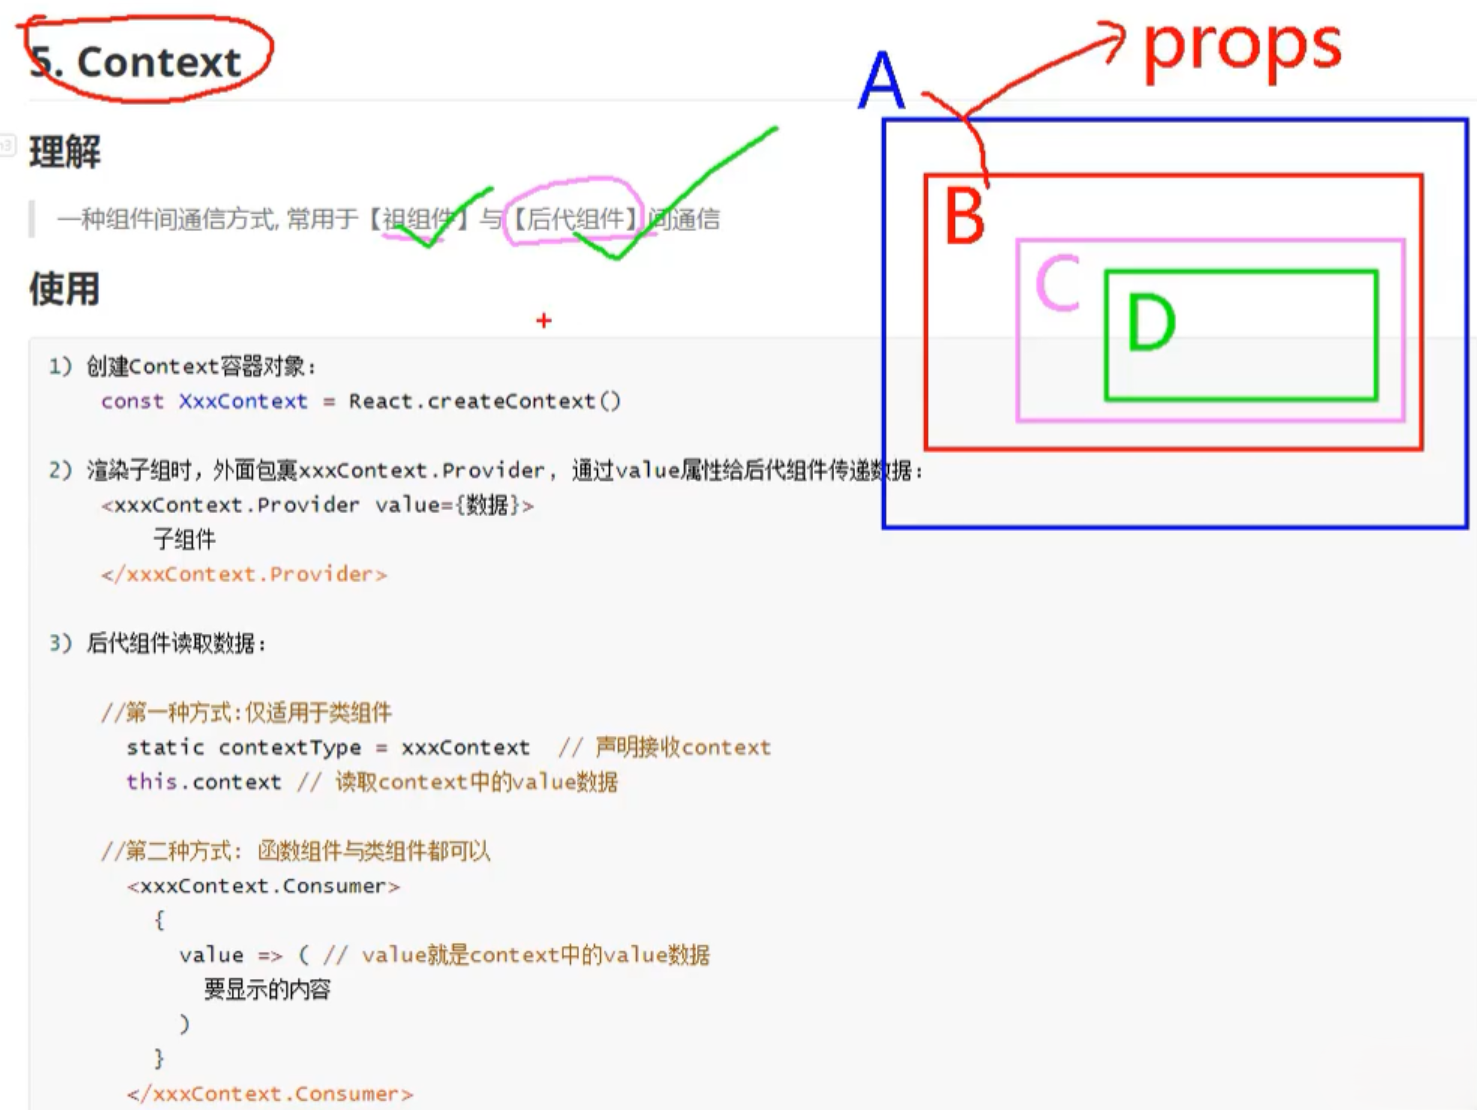 5. Context
props
A
理解
B
一种组件间通信方式, 常用于【祖组件】与【后代组件】间通信
C
D
使用
1) 创建Context容器对象：
const XxxContext = React.createContext()
2) 渲染子组时，外面包裹xxxContext.Provider, 通过value属性给后代组件传递数据：
<xxxContext.Provider value={数据}>
子组件
</xxxContext.Provider>
3) 后代组件读取数据：
//第一种方式:仅适用于类组件
static contextType = xxxContext // 声明接收context
this.context // 读取context中的value数据
//第二种方式: 函数组件与类组件都可以
<xxxContext.Consumer>
{
value => ( // value就是context中的value数据
要显示的内容
)
}
</xxxContext.Consumer>